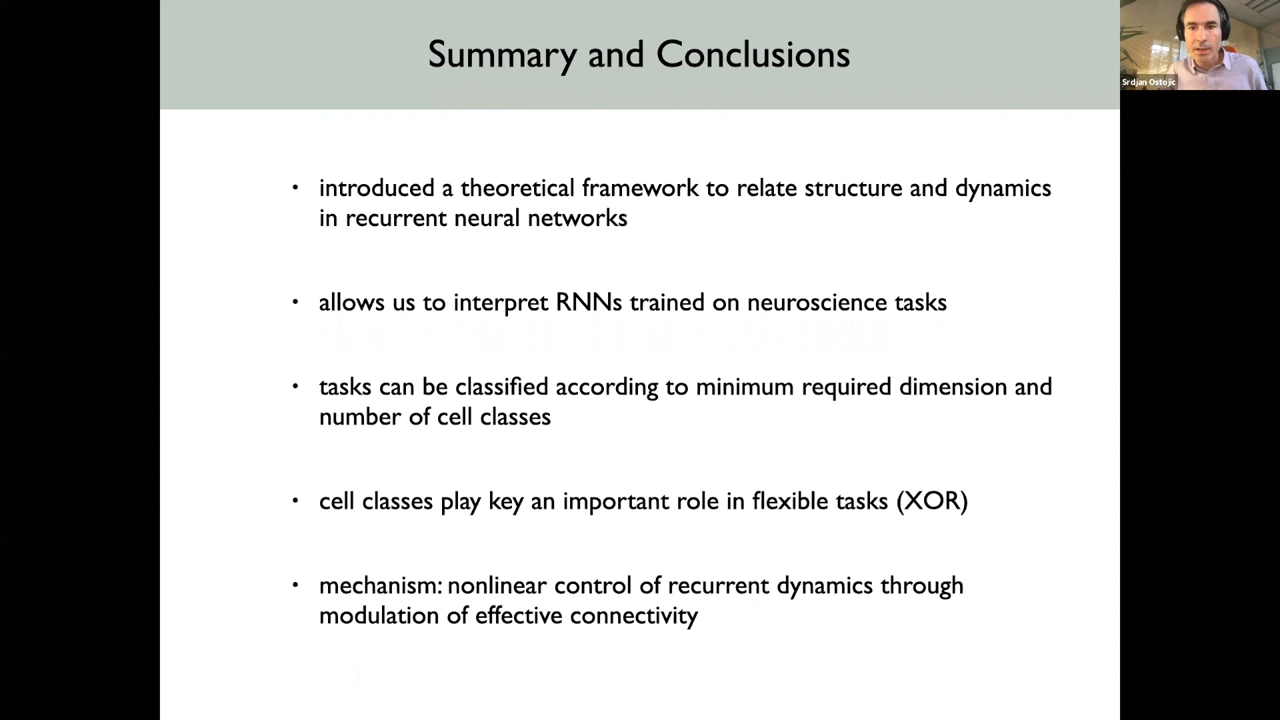 Summary and Conclusions
Srdjan Ostojic
• introduced a theoretical framework to relate structure and dynamics
in recurrent neural networks
• allows us to interpret RNNs trained on neuroscience tasks
• tasks can be classified according to minimum required dimension and
number of cell classes
• cell classes play key an important role in flexible tasks (XOR)
• mechanism: nonlinear control of recurrent dynamics through
modulation of effective connectivity